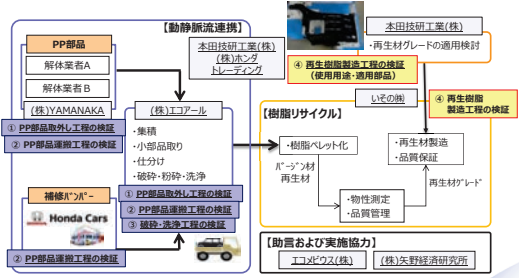 【動静脈流連携】
PP部品
解体業者A
解体業者B
(株)YAMANAKA
① PP部品取外し工程の検証
② PP部品運搬工程の検証
補修バンパー
Honda Cars
② PP部品運搬工程の検証
(株)エコアール
・集積
・小部品取り
・仕分け
・破砕・粉砕・洗浄
① PP部品取外し工程の検証
② PP部品運搬工程の検証
③ 破砕・洗浄工程の検証
本田技研工業(株)
(株)ホンダ
トレーディング
本田技研工業(株)
・再生材グレードの適用検討
④ 再生樹脂製造工程の検証
(使用用途・適用部品)
いその㈱
④ 再生樹脂
製造工程の検証
【樹脂リサイクル】
・樹脂ペレット化
バージン材
再生材
・物性測定
・品質管理
・再生材製造
・品質保証
再生材グレード
【助言および実施協力】
エコメビウス(株)
(株)矢野経済研究所